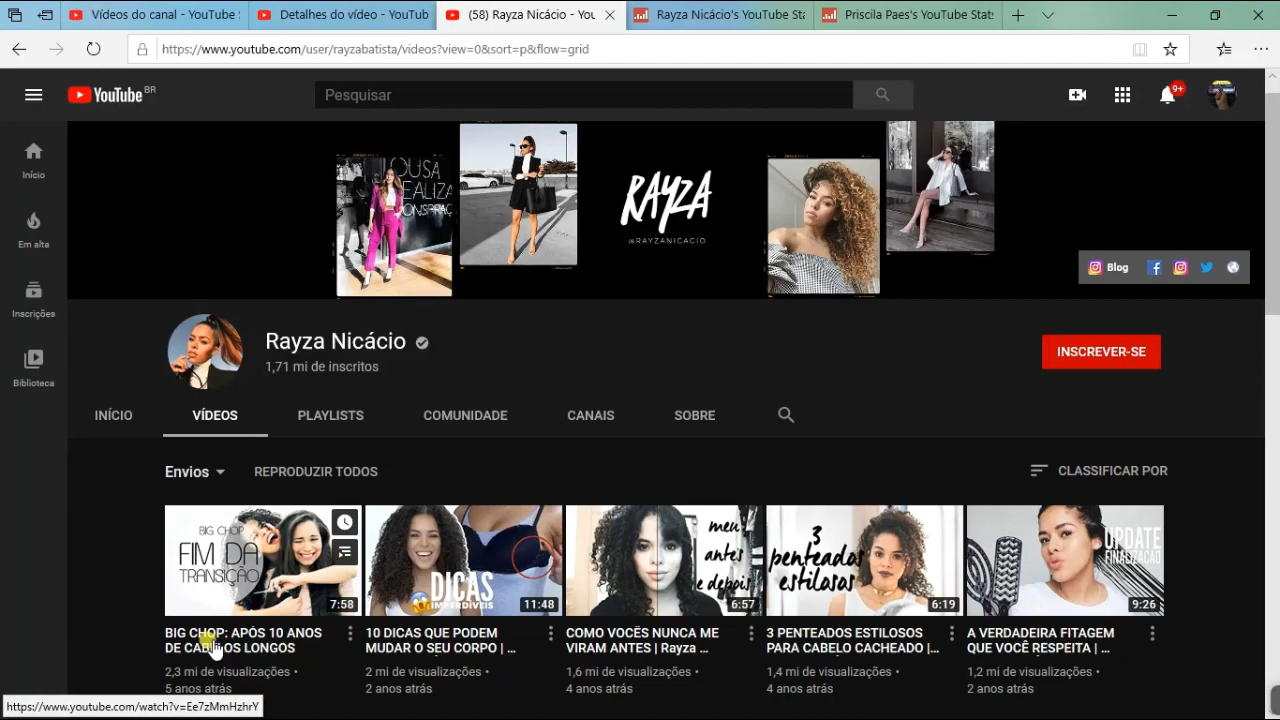 Vídeos do canal - YouTube
Detalhes do vídeo - YouTub
(58) Rayza Nicácio - You
Rayza Nicácio's YouTube Sta
Priscila Paes's YouTube Stats
https://www.youtube.com/user/rayzabatista/videos?view=0&sort=p&flow=grid
YouTube BR
Pesquisar
9+
Início
Em alta
Inscrições
Biblioteca
OUSA
REALIZA
RAYZA
@RAYZANICACIO
Blog
Rayza Nicácio
1,71 mi de inscritos
INSCREVER-SE
INÍCIO
VÍDEOS
PLAYLISTS
COMUNIDADE
CANAIS
SOBRE
Envios
REPRODUZIR TODOS
CLASSIFICAR POR
BIG CHOP
FIM DA
TRANSIÇÃO
7:58
DICAS
IMPERDÍVEIS
11:48
meu
antes
e depois
6:57
3
penteados
estilosos
6:19
UPDATE
FINALIZAÇÃO
9:26
BIG CHOP: APÓS 10 ANOS
DE CABELOS LONGOS
2,3 mi de visualizações •
5 anos atrás
10 DICAS QUE PODEM
MUDAR O SEU CORPO | ...
2 mi de visualizações •
2 anos atrás
COMO VOCÊS NUNCA ME
VIRAM ANTES | Rayza ...
1,6 mi de visualizações •
4 anos atrás
3 PENTEADOS ESTILOSOS
PARA CABELO CACHEADO |...
1,4 mi de visualizações •
4 anos atrás
A VERDADEIRA FITAGEM
QUE VOCÊ RESPEITA | ...
1,2 mi de visualizações •
2 anos atrás
https://www.youtube.com/watch?v=Ee7zMmHzhrY